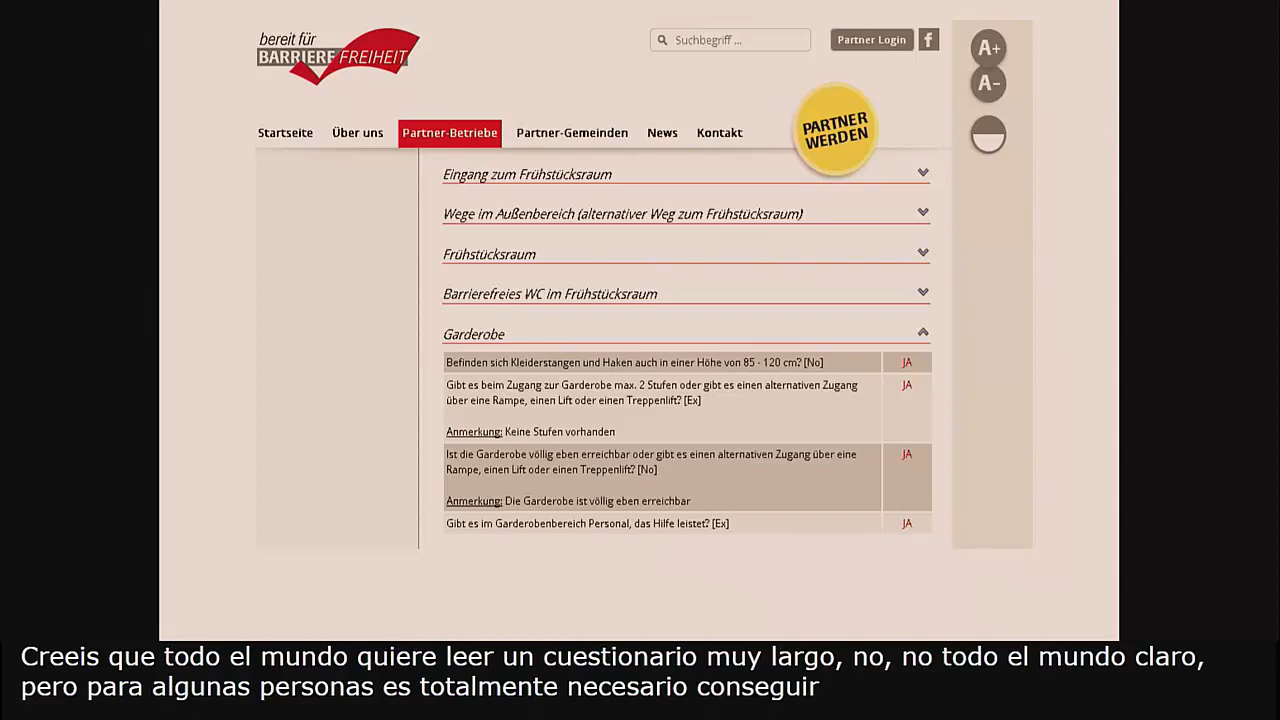 bereit für
BARRIERE FREIHEIT
Suchbegriff ...
Partner Login
f
A+
A-
PARTNER
WERDEN
Startseite Über uns Partner-Betriebe Partner-Gemeinden News Kontakt
Eingang zum Frühstücksraum
Wege im Außenbereich (alternativer Weg zum Frühstücksraum)
Frühstücksraum
Barrierefreies WC im Frühstücksraum
Garderobe
Befinden sich Kleiderstangen und Haken auch in einer Höhe von 85 - 120 cm? [No] JA
Gibt es beim Zugang zur Garderobe max. 2 Stufen oder gibt es einen alternativen Zugang JA
über eine Rampe, einen Lift oder einen Treppenlift? [Ex]
Anmerkung: Keine Stufen vorhanden
Ist die Garderobe völlig eben erreichbar oder gibt es einen alternativen Zugang über eine JA
Rampe, einen Lift oder einen Treppenlift? [No]
Anmerkung: Die Garderobe ist völlig eben erreichbar
Gibt es im Garderobenbereich Personal, das Hilfe leistet? [Ex] JA
Creeis que todo el mundo quiere leer un cuestionario muy largo, no, no todo el mundo claro,
pero para algunas personas es totalmente necesario conseguir